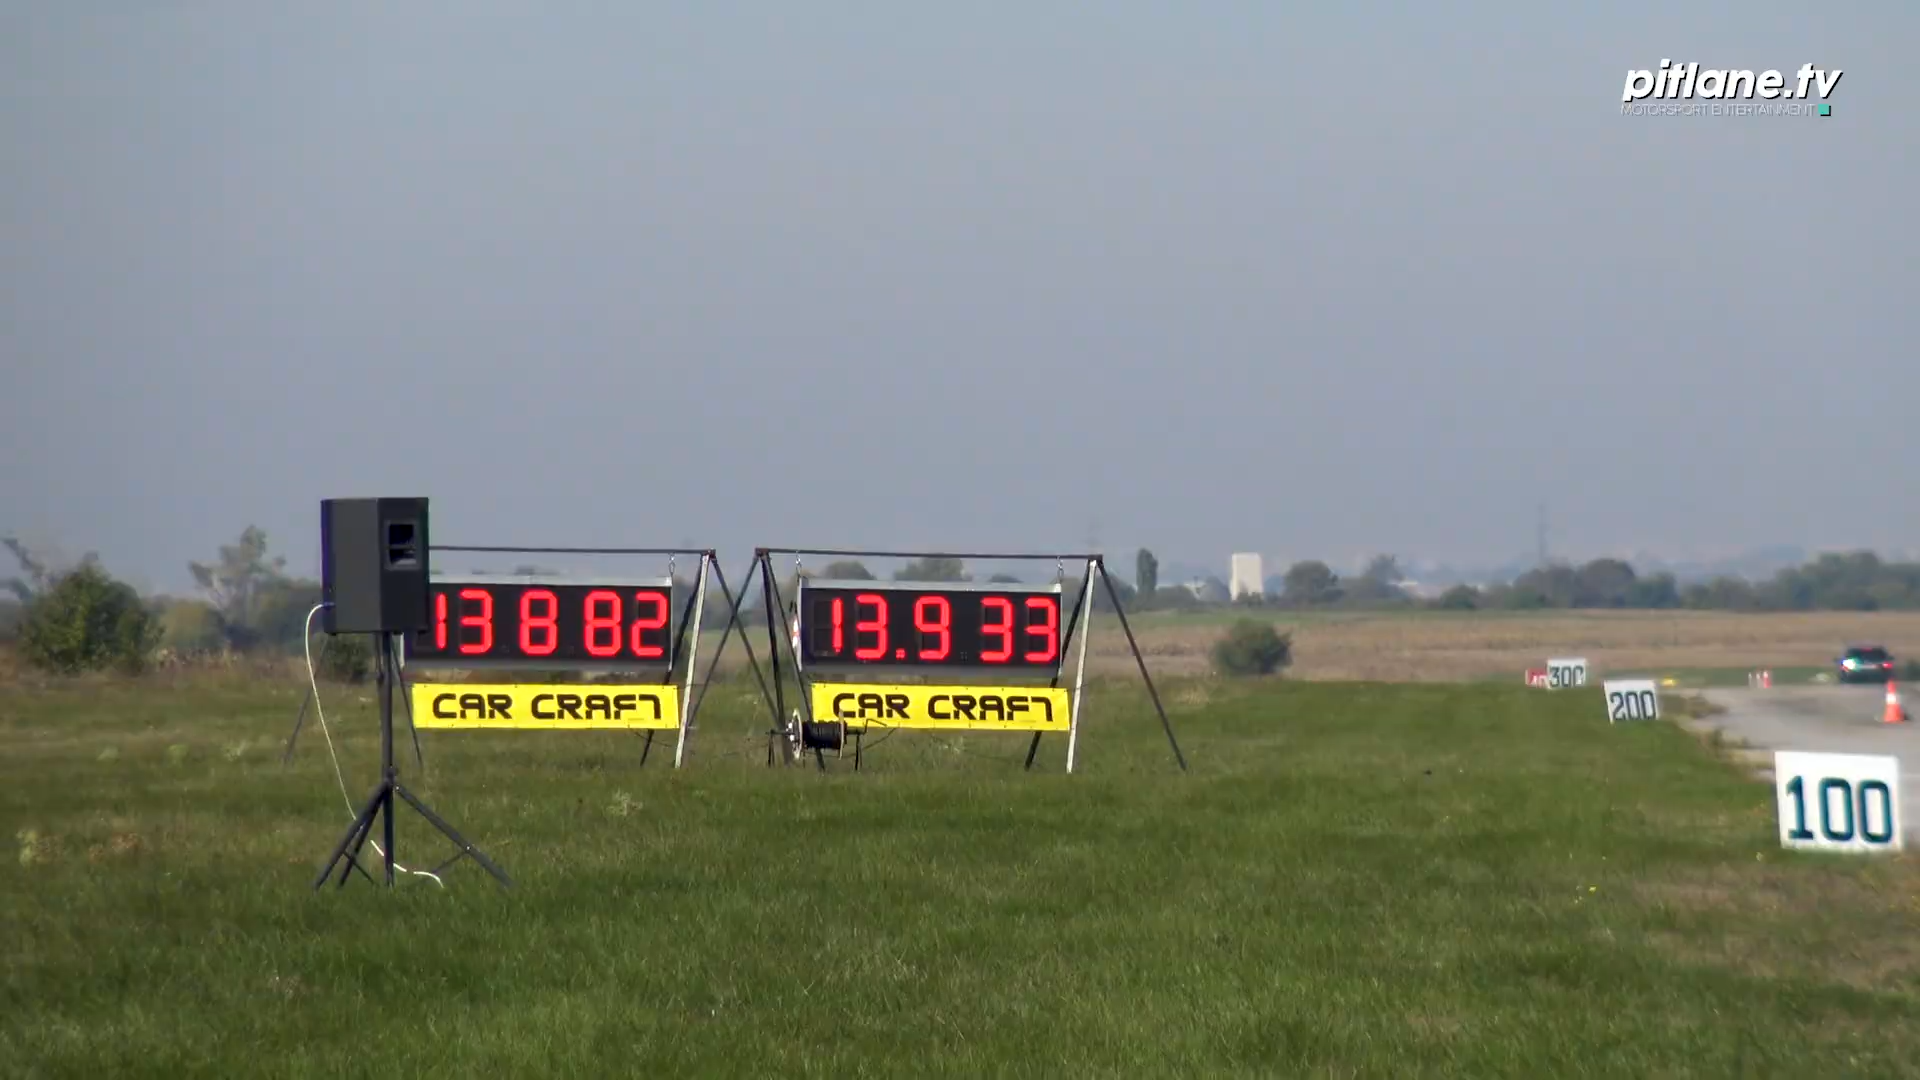 pitlane.tv
MOTORSPORT ENTERTAINMENT
13 8 82
13.9 33
CAR CRAFT
CAR CRAFT
300
200
100